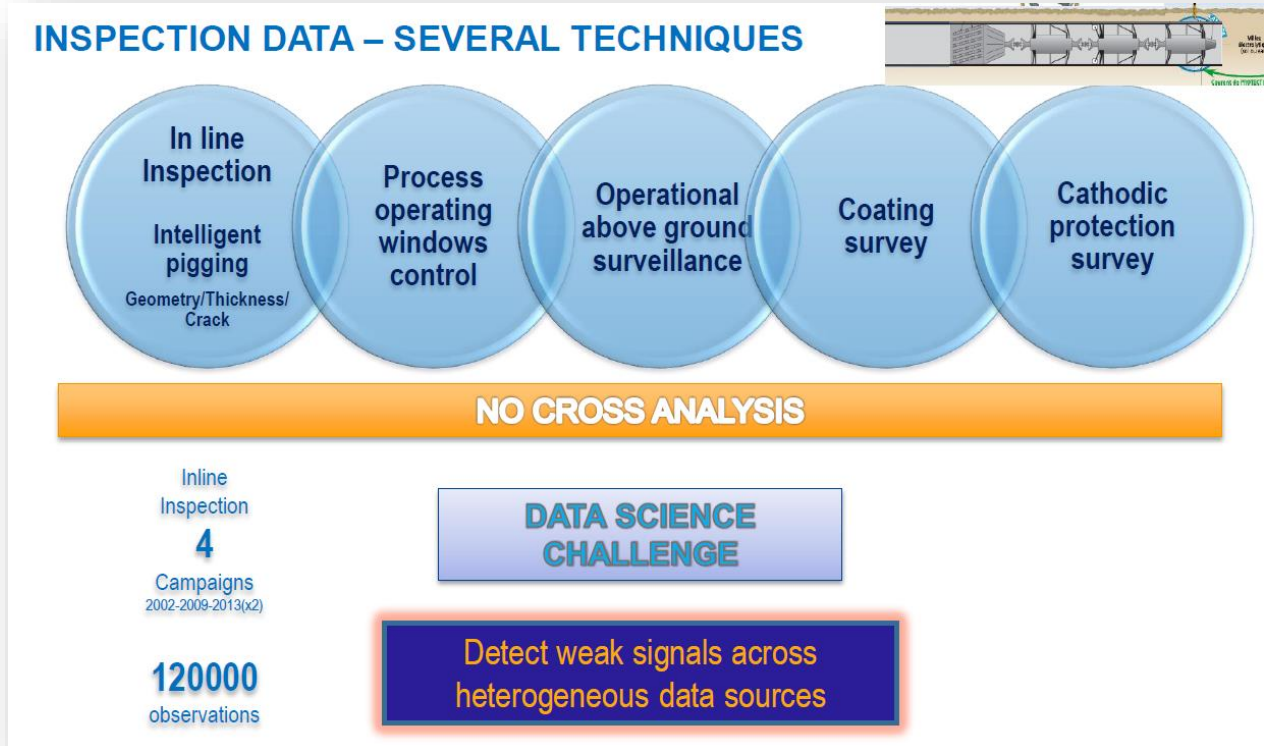 INSPECTION DATA – SEVERAL TECHNIQUES
In line
Inspection
Intelligent
pigging
Geometry/Thickness/
Crack
Process
operating
windows
control
Operational
above ground
surveillance
Coating
survey
Cathodic
protection
survey
NO CROSS ANALYSIS
Inline
Inspection
4
Campaigns
2002-2009-2013(x2)
120000
observations
DATA SCIENCE
CHALLENGE
Detect weak signals across
heterogeneous data sources